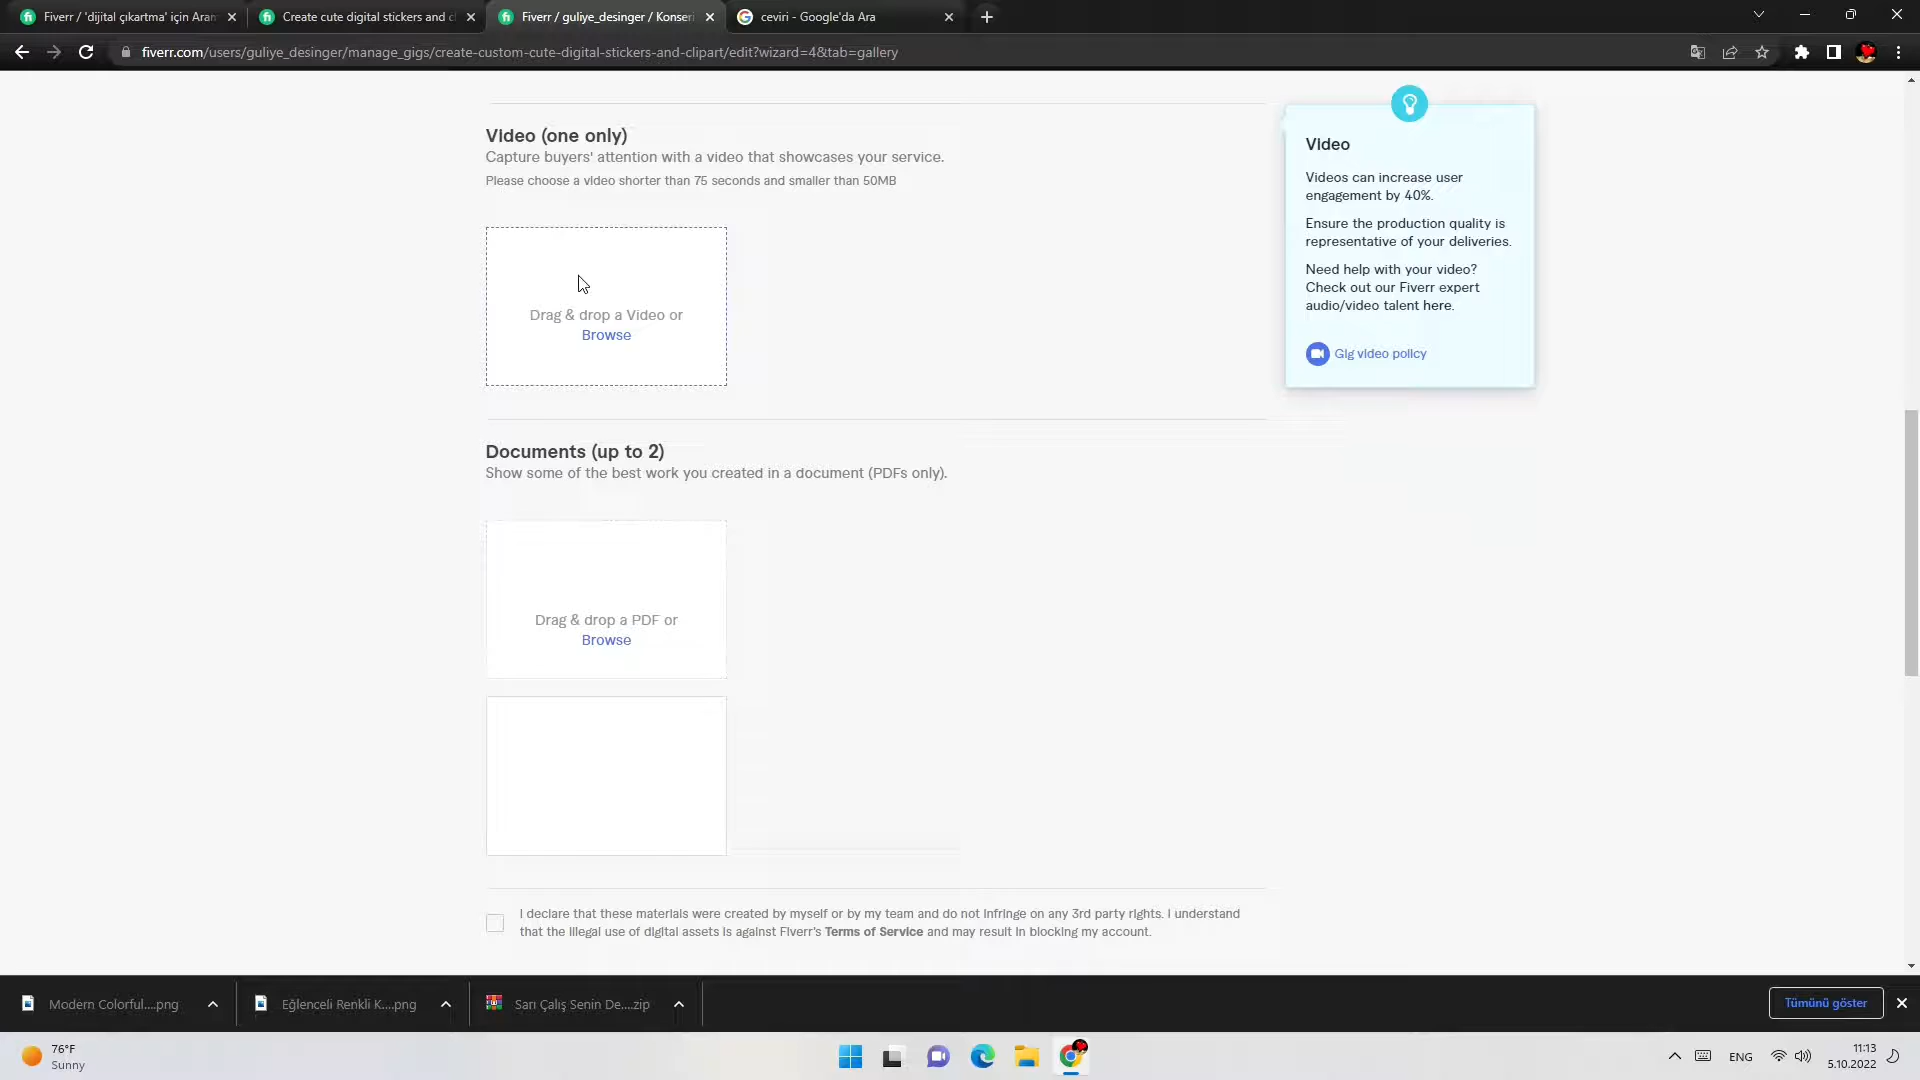 Fiverr / 'dijital çıkartma' için Aram
Create cute digital stickers and cl
Fiverr / guliye_desinger / Konseri
ceviri - Google'da Ara
fiverr.com/users/guliye_desinger/manage_gigs/create-custom-cute-digital-stickers-and-clipart/edit?wizard=4&tab=gallery
Video (one only)
Capture buyers' attention with a video that showcases your service.
Please choose a video shorter than 75 seconds and smaller than 50MB
Drag & drop a Video or
Browse
Video
Videos can increase user
engagement by 40%.
Ensure the production quality is
representative of your deliveries.
Need help with your video?
Check out our Fiverr expert
audio/video talent here.
Gig video policy
Documents (up to 2)
Show some of the best work you created in a document (PDFs only).
Drag & drop a PDF or
Browse
I declare that these materials were created by myself or by my team and do not infringe on any 3rd party rights. I understand
that the illegal use of digital assets is against Fiverr's Terms of Service and may result in blocking my account.
Modern Colorful....png
Eğlenceli Renkli K....png
Sarı Çalış Senin De....zip
Tümünü göster
76°F
Sunny
ENG
11:13
5.10.2022